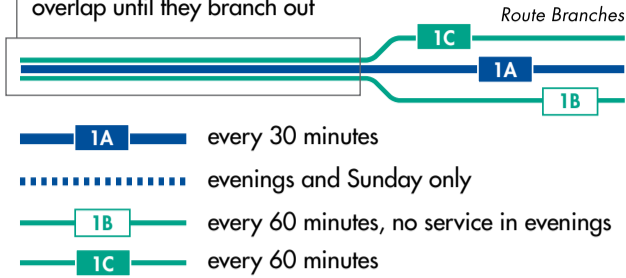 overlap until they branch out
Route Branches
1C
1A
1B
1A every 30 minutes
evenings and Sunday only
1B every 60 minutes, no service in evenings
1C every 60 minutes